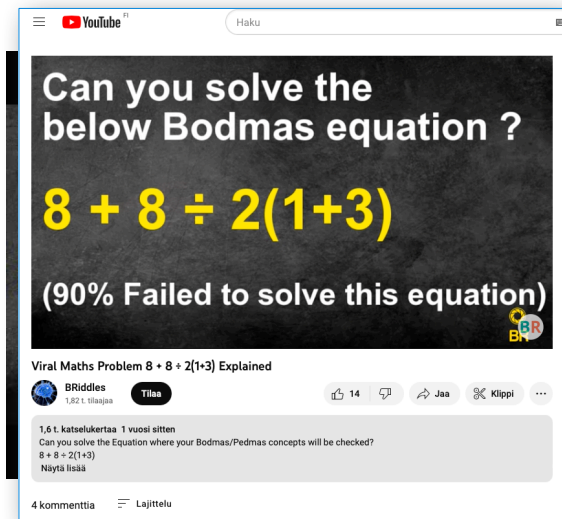 YouTube FI
Haku
Can you solve the
below Bodmas equation ?
8 + 8 ÷ 2(1+3)
(90% Failed to solve this equation)
BR
Viral Maths Problem 8 + 8 ÷ 2(1+3) Explained
BRiddles
1,82 t. tilaajaa
Tilaa
14
Jaa
Klippi
1,6 t. katselukertaa 1 vuosi sitten
Can you solve the Equation where your Bodmas/Pedmas concepts will be checked?
8 + 8 ÷ 2(1+3)
Näytä lisää
4 kommenttia
Lajittelu